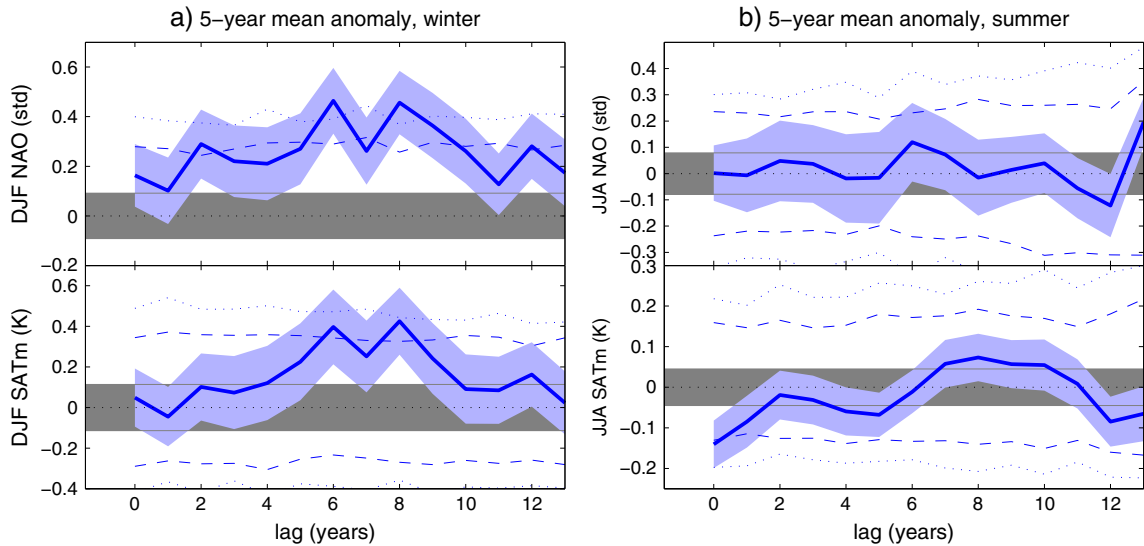 a) 5−year mean anomaly, winter
DJF NAO (std)
0.6
0.4
0.2
0
−0.2
DJF SATm (K)
0.6
0.4
0.2
0
−0.2
−0.4
0 2 4 6 8 10 12
lag (years)
b) 5−year mean anomaly, summer
JJA NAO (std)
0.4
0.3
0.2
0.1
0
−0.1
−0.2
−0.3
JJA SATm (K)
0.3
0.2
0.1
0
−0.1
−0.2
0 2 4 6 8 10 12
lag (years)